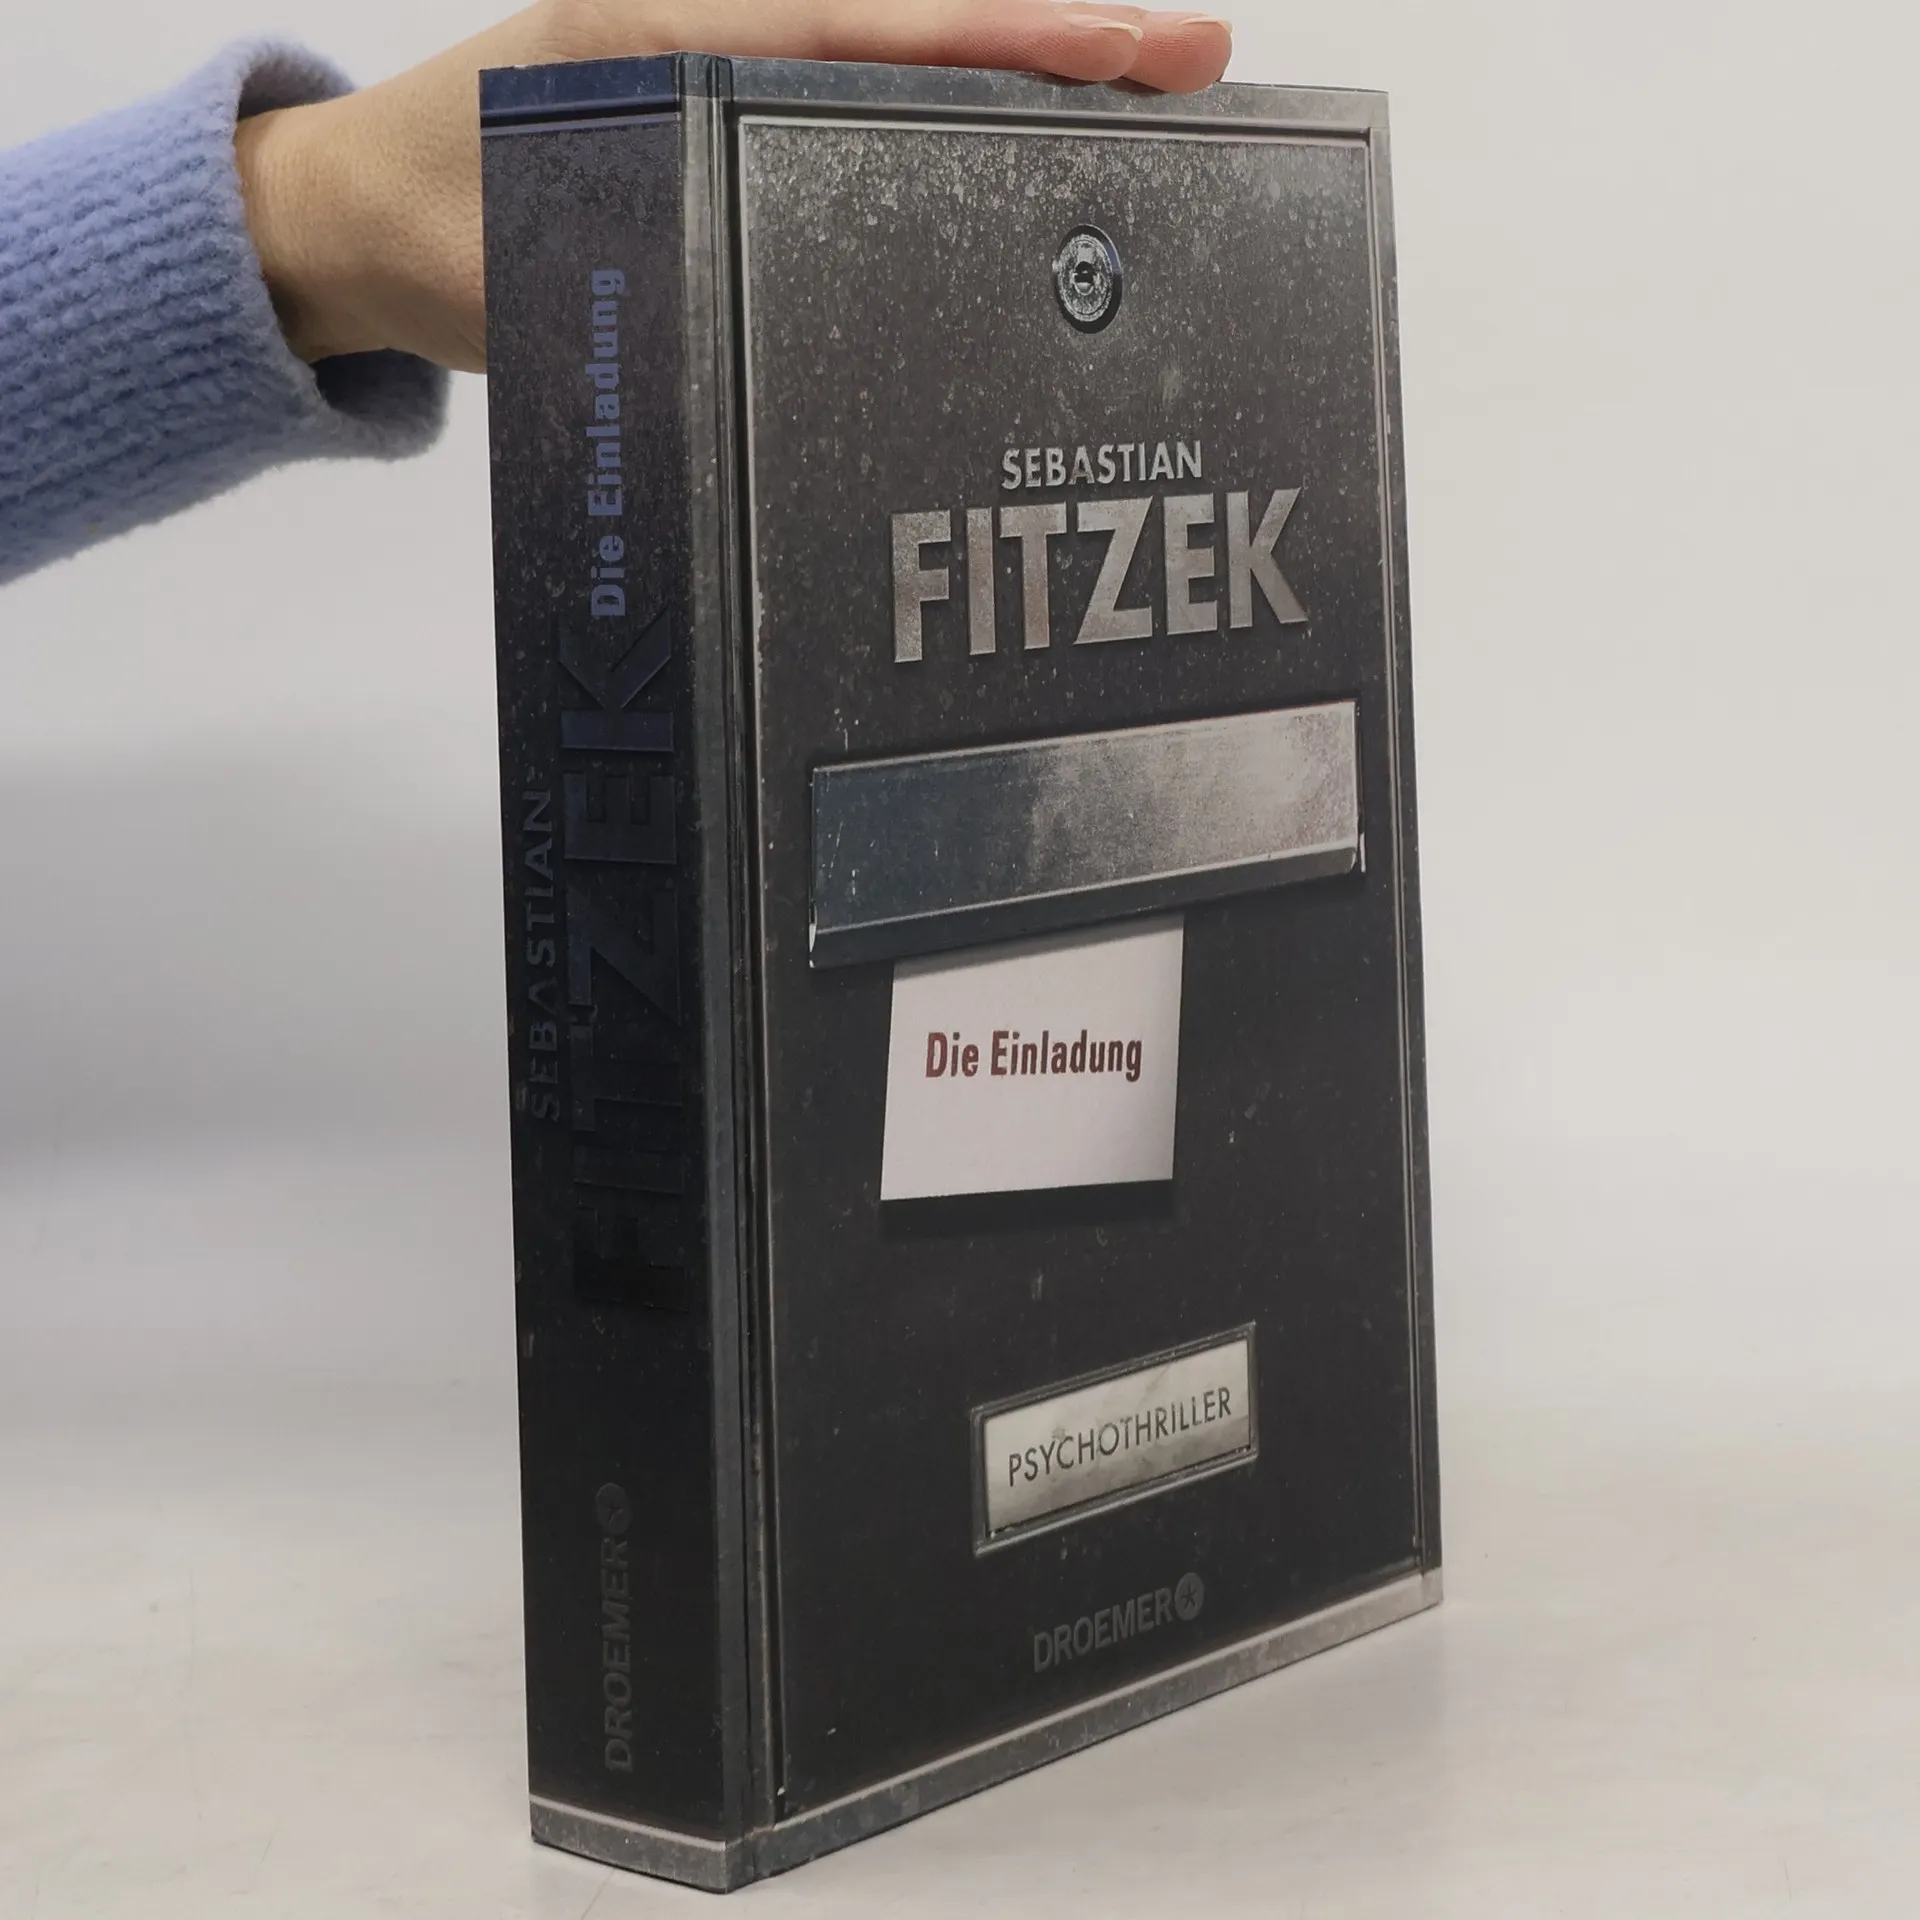 SEBASTIAN
FITZEK
Die Einladung
PSYCHOTHRILLER
DROEMER
SEBASTIAN
FITZEK
Die Einladung
DROEMER